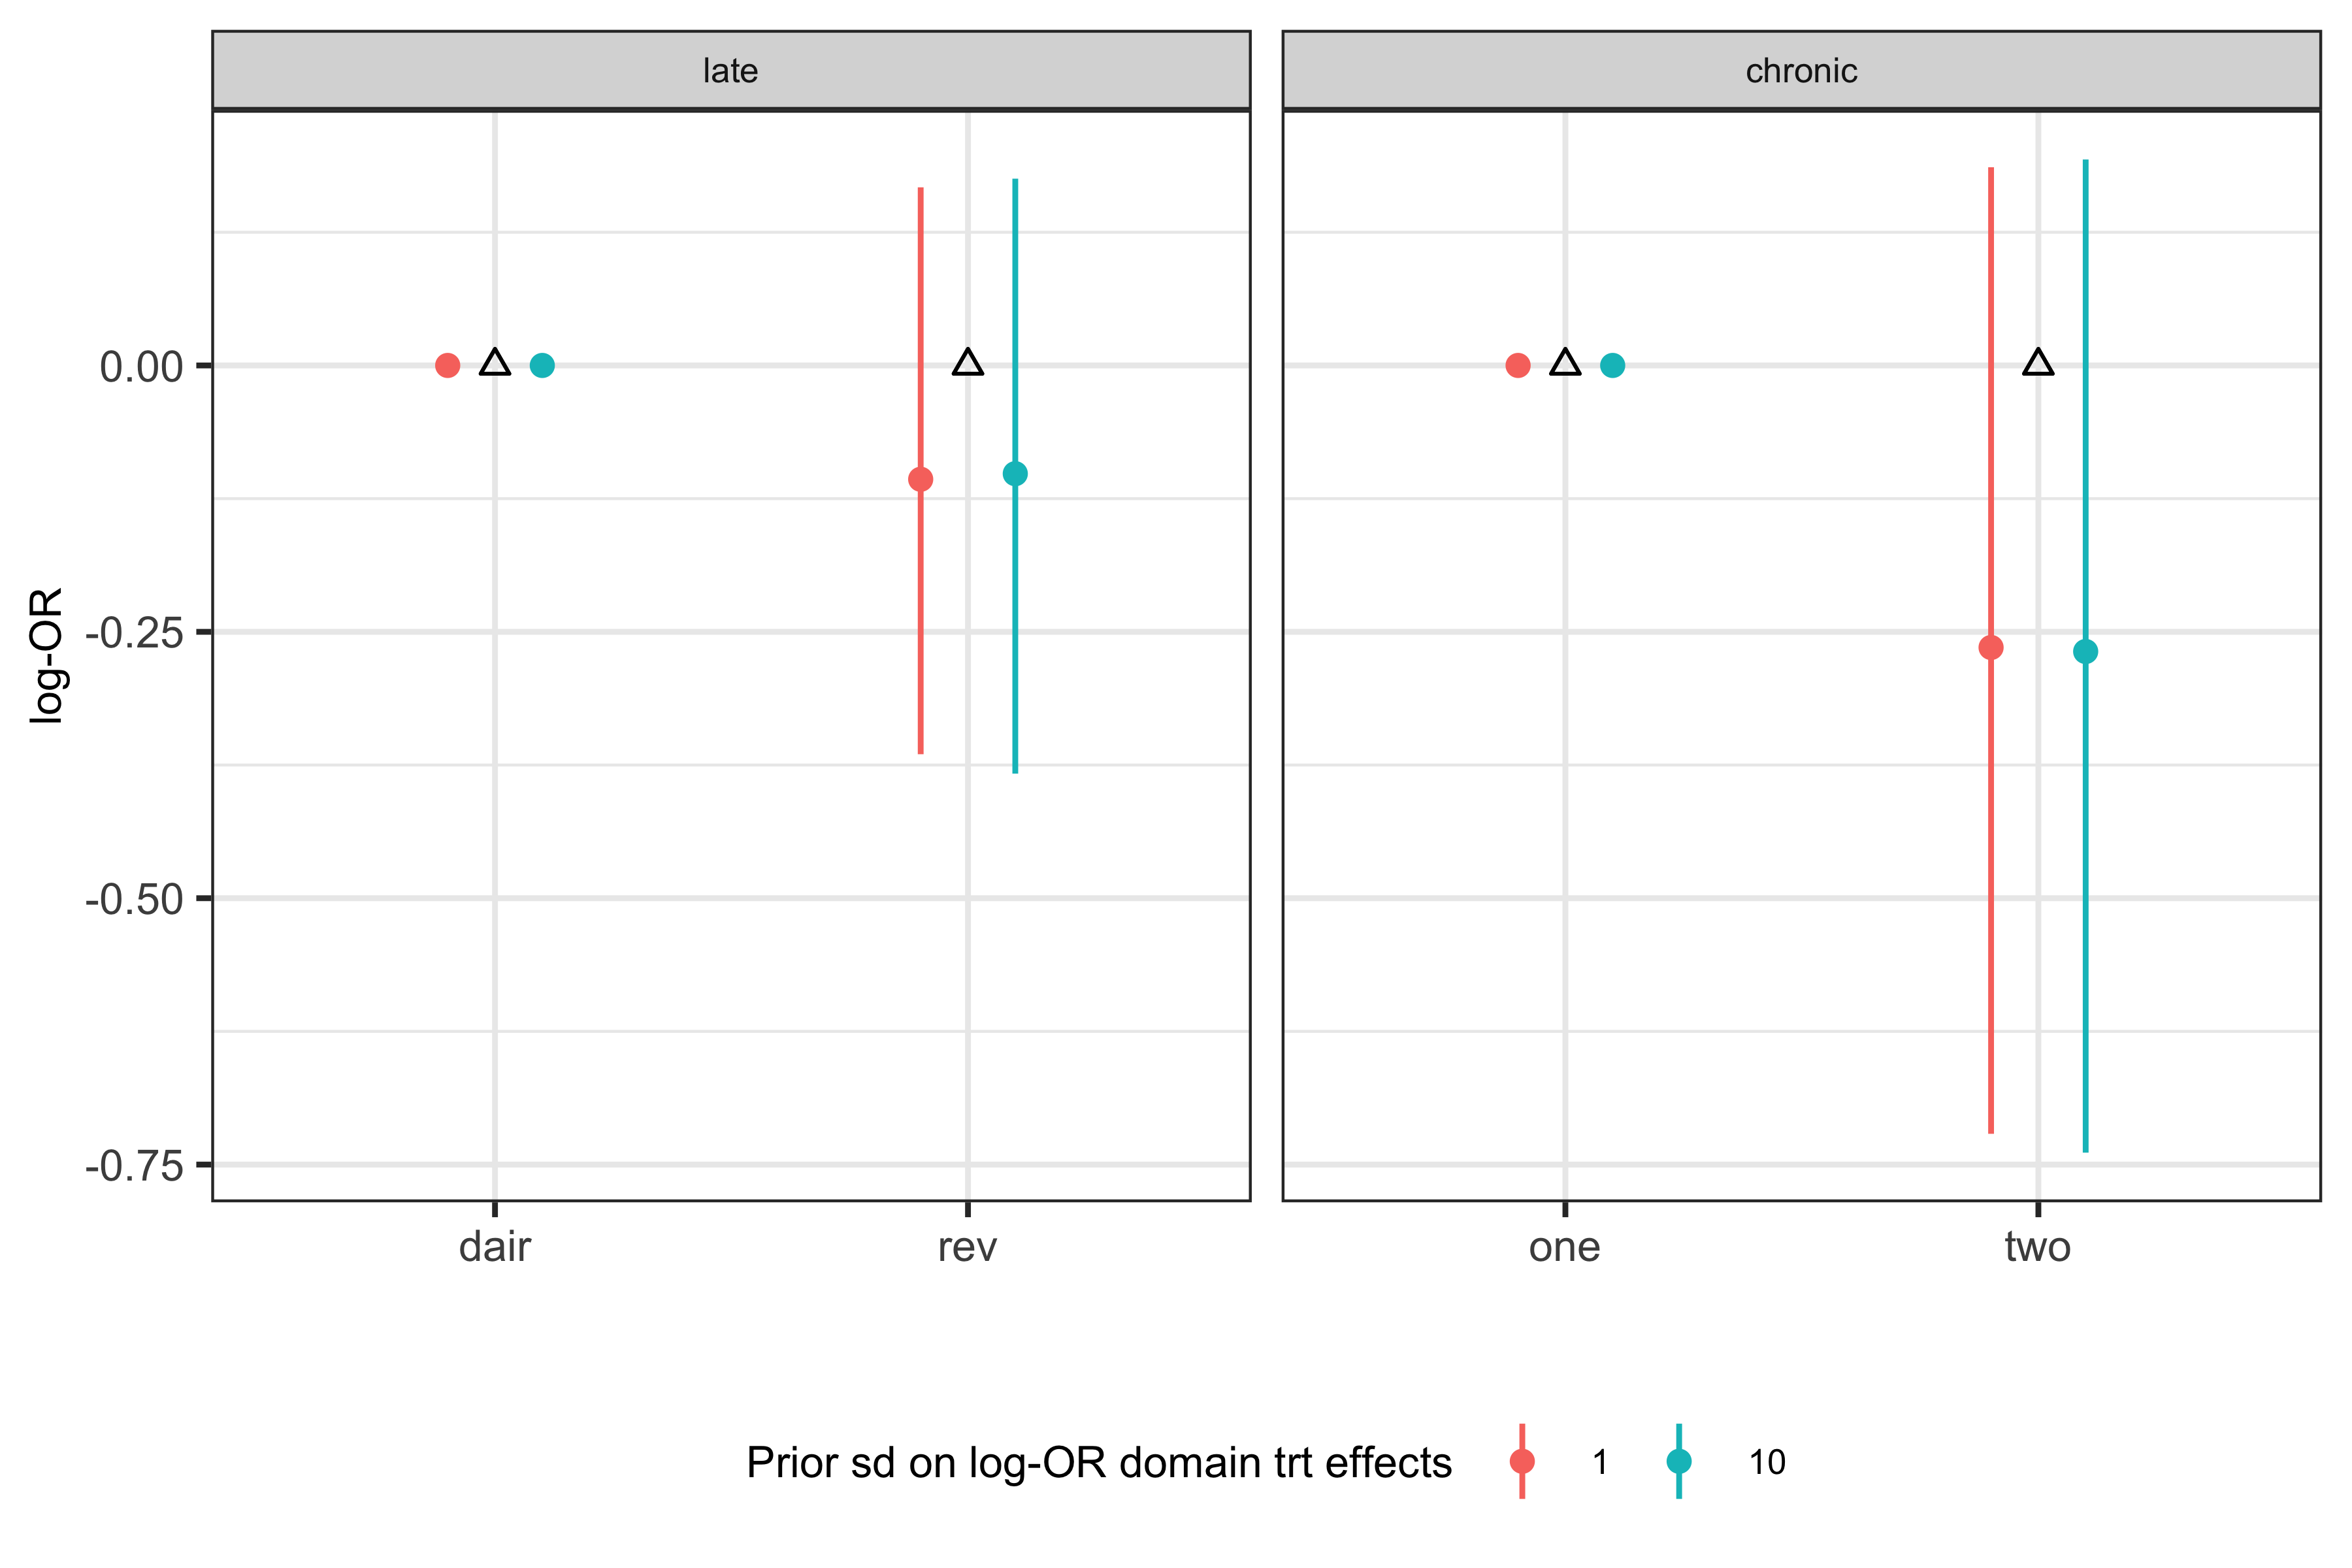 late
chronic
log-OR
0.00
-0.25
-0.50
-0.75
dair
rev
one
two
Prior sd on log-OR domain trt effects 1 10